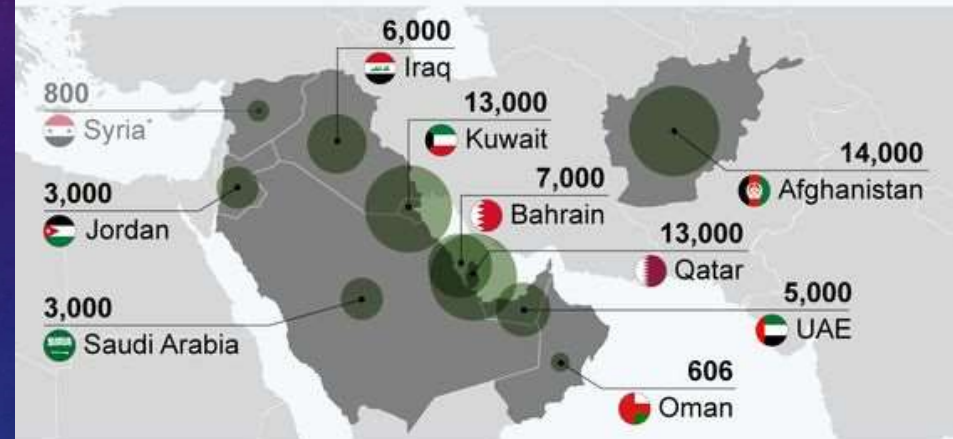 6,000
Iraq
800
Syria*
13,000
Kuwait
14,000
Afghanistan
3,000
Jordan
7,000
Bahrain
13,000
Qatar
3,000
Saudi Arabia
5,000
UAE
606
Oman